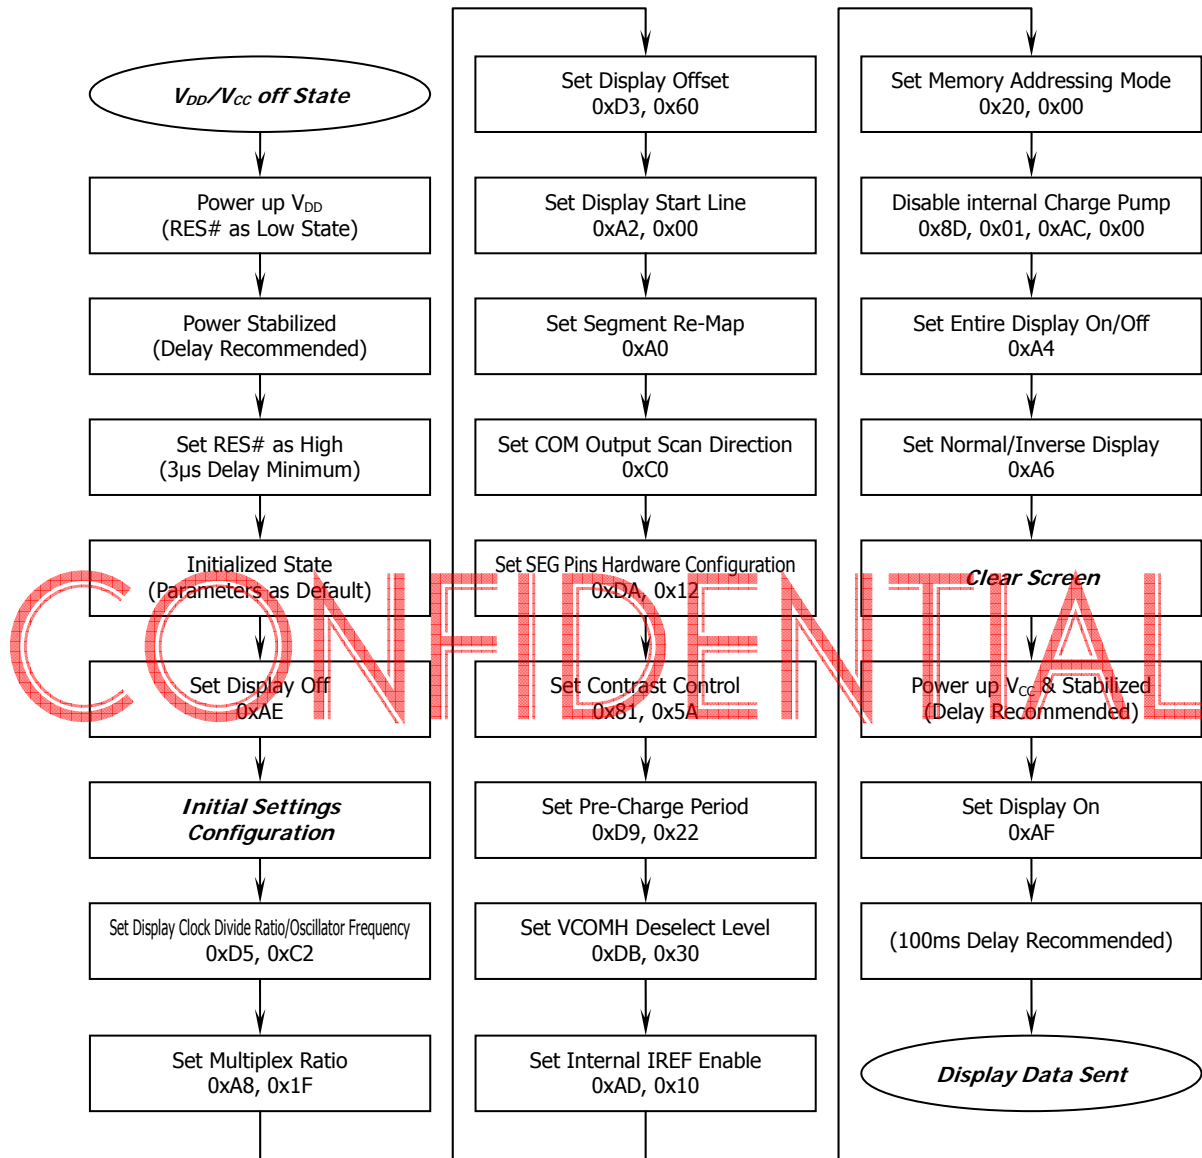 V_DD/V_CC off State
Power up V_DD
(RES# as Low State)
Power Stabilized
(Delay Recommended)
Set RES# as High
(3μs Delay Minimum)
Initialized State
(Parameters as Default)
Set Display Off
0xAE
Initial Settings
Configuration
Set Display Clock Divide Ratio/Oscillator Frequency
0xD5, 0xC2
Set Multiplex Ratio
0xA8, 0x1F
Set Display Offset
0xD3, 0x60
Set Display Start Line
0xA2, 0x00
Set Segment Re-Map
0xA0
Set COM Output Scan Direction
0xC0
Set SEG Pins Hardware Configuration
0xDA, 0x12
Set Contrast Control
0x81, 0x5A
Set Pre-Charge Period
0xD9, 0x22
Set VCOMH Deselect Level
0xDB, 0x30
Set Internal IREF Enable
0xAD, 0x10
Set Memory Addressing Mode
0x20, 0x00
Disable internal Charge Pump
0x8D, 0x01, 0xAC, 0x00
Set Entire Display On/Off
0xA4
Set Normal/Inverse Display
0xA6
Clear Screen
Power up V_CC & Stabilized
(Delay Recommended)
Set Display On
0xAF
(100ms Delay Recommended)
Display Data Sent
CONFIDENTIAL